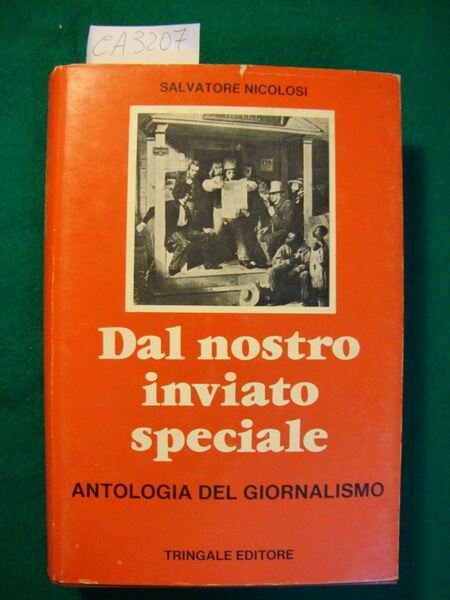 CA3207
SALVATORE NICOLOSI
Dal nostro
inviato
speciale
ANTOLOGIA DEL GIORNALISMO
TRINGALE EDITORE